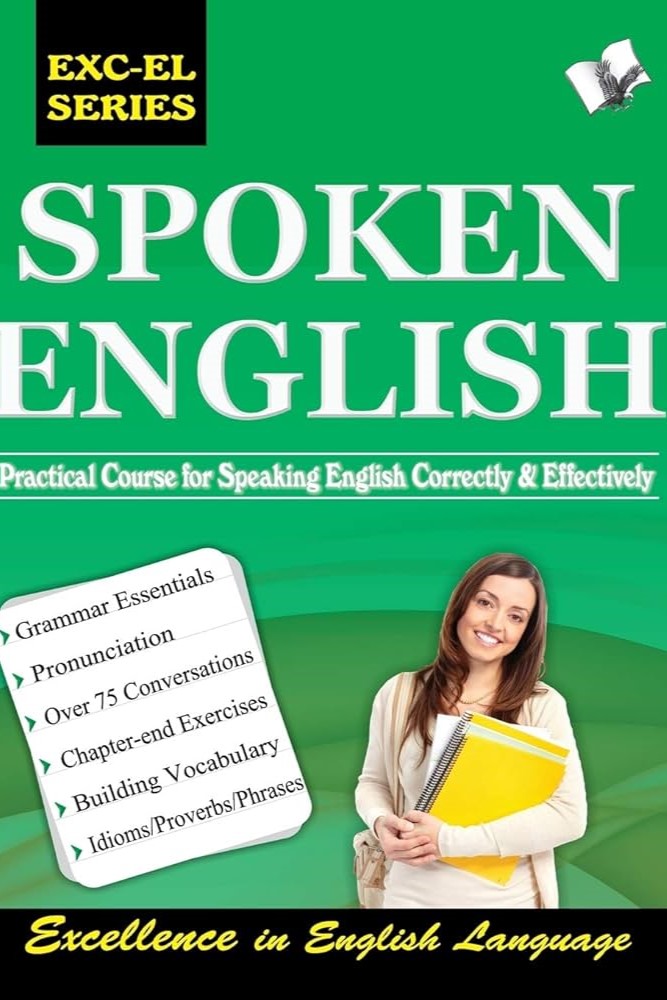 EXC-EL
SERIES
SPOKEN
ENGLISH
Practical Course for Speaking English Correctly & Effectively
Grammar Essentials
Pronunciation
Over 75 Conversations
Chapter-end Exercises
Building Vocabulary
Idioms/Proverbs/Phrases
Excellence in English Language